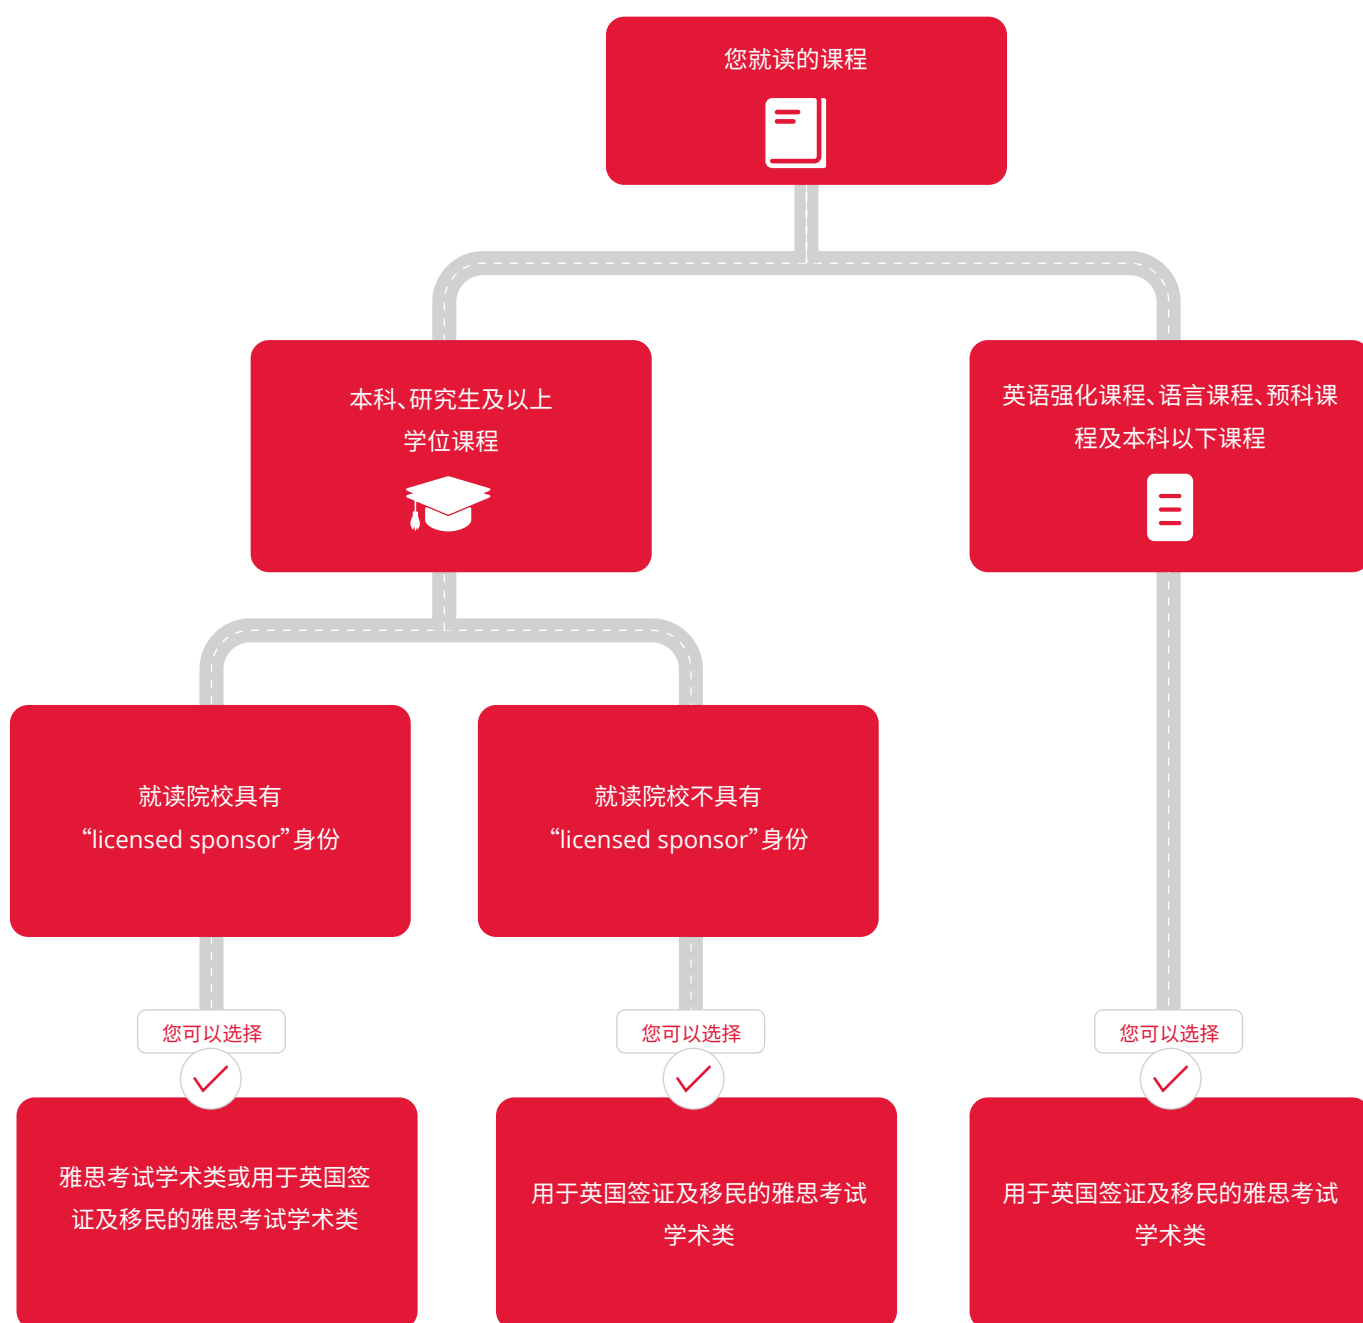 您就读的课程
本科、研究生及以上
学位课程
英语强化课程、语言课程、预科课
程及本科以下课程
就读院校具有
“licensed sponsor”身份
就读院校不具有
“licensed sponsor”身份
您可以选择
您可以选择
您可以选择
雅思考试学术类或用于英国签
证及移民的雅思考试学术类
用于英国签证及移民的雅思考试
学术类
用于英国签证及移民的雅思考试
学术类